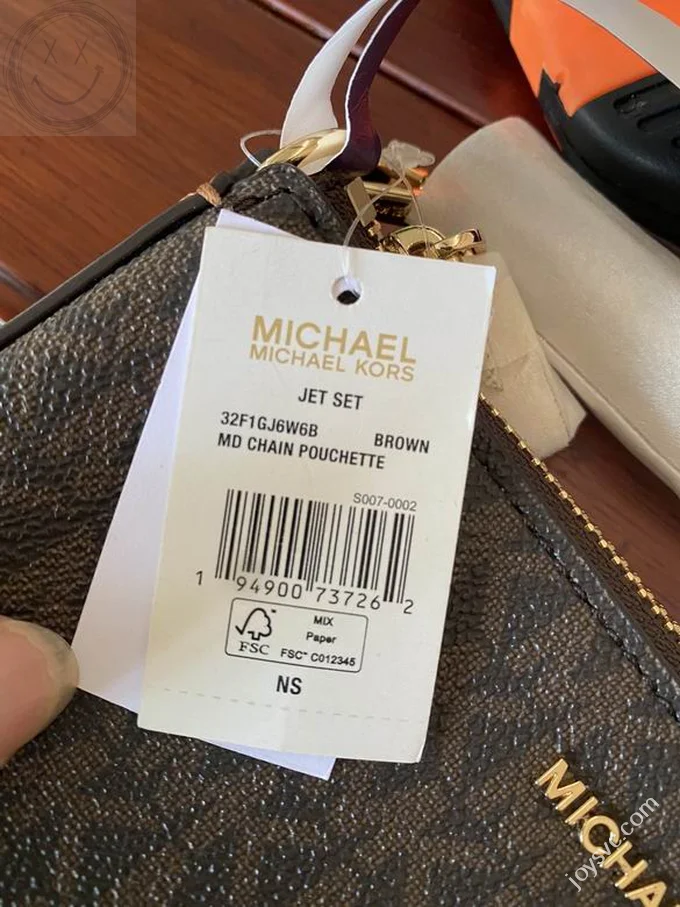 MICHAEL
MICHAEL KORS
JET SET
32F1GJ6W6B BROWN
MD CHAIN POUCHETTE
S007-0002
1 94900 73726 2
FSC
MIX
Paper
FSC™ C012345
NS
MICHA
joysvc.com